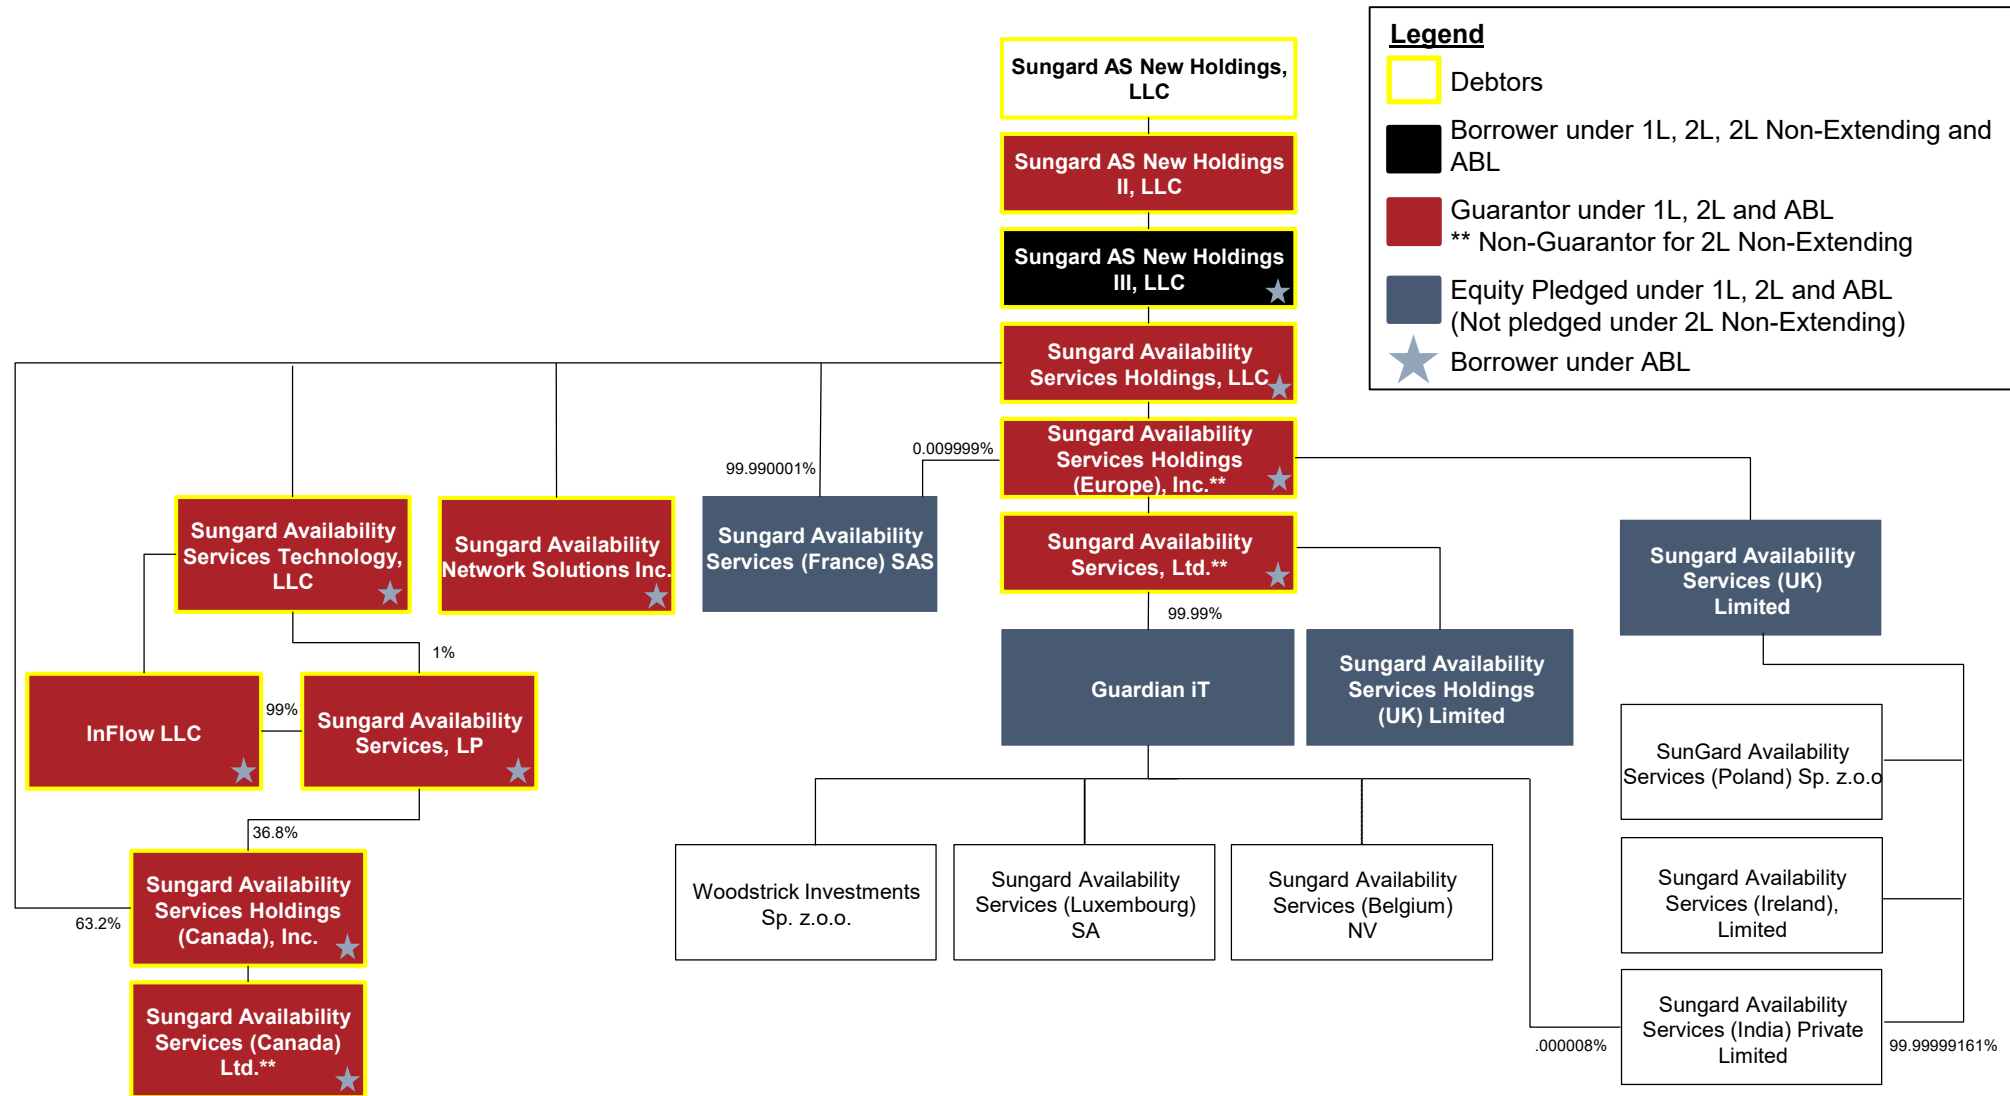 Legend
Debtors
Borrower under 1L, 2L, 2L Non-Extending and
ABL
Guarantor under 1L, 2L and ABL
** Non-Guarantor for 2L Non-Extending
Equity Pledged under 1L, 2L and ABL
(Not pledged under 2L Non-Extending)
Borrower under ABL
Sungard AS New Holdings,
LLC
Sungard AS New Holdings
II, LLC
Sungard AS New Holdings
III, LLC
Sungard Availability
Services Holdings, LLC
Sungard Availability
Services Holdings
(Europe), Inc.**
0.009999%
99.990001%
Sungard Availability
Services Technology,
LLC
Sungard Availability
Network Solutions Inc.
Sungard Availability
Services (France) SAS
Sungard Availability
Services, Ltd.**
Sungard Availability
Services (UK)
Limited
99.99%
1%
InFlow LLC
99%
Sungard Availability
Services, LP
Guardian iT
Sungard Availability
Services Holdings
(UK) Limited
SunGard Availability
Services (Poland) Sp. z.o.o
36.8%
63.2%
Sungard Availability
Services Holdings
(Canada), Inc.
Woodstrick Investments
Sp. z.o.o.
Sungard Availability
Services (Luxembourg)
SA
Sungard Availability
Services (Belgium)
NV
Sungard Availability
Services (Ireland),
Limited
Sungard Availability
Services (Canada)
Ltd.**
.000008%
Sungard Availability
Services (India) Private
Limited
99.99999161%